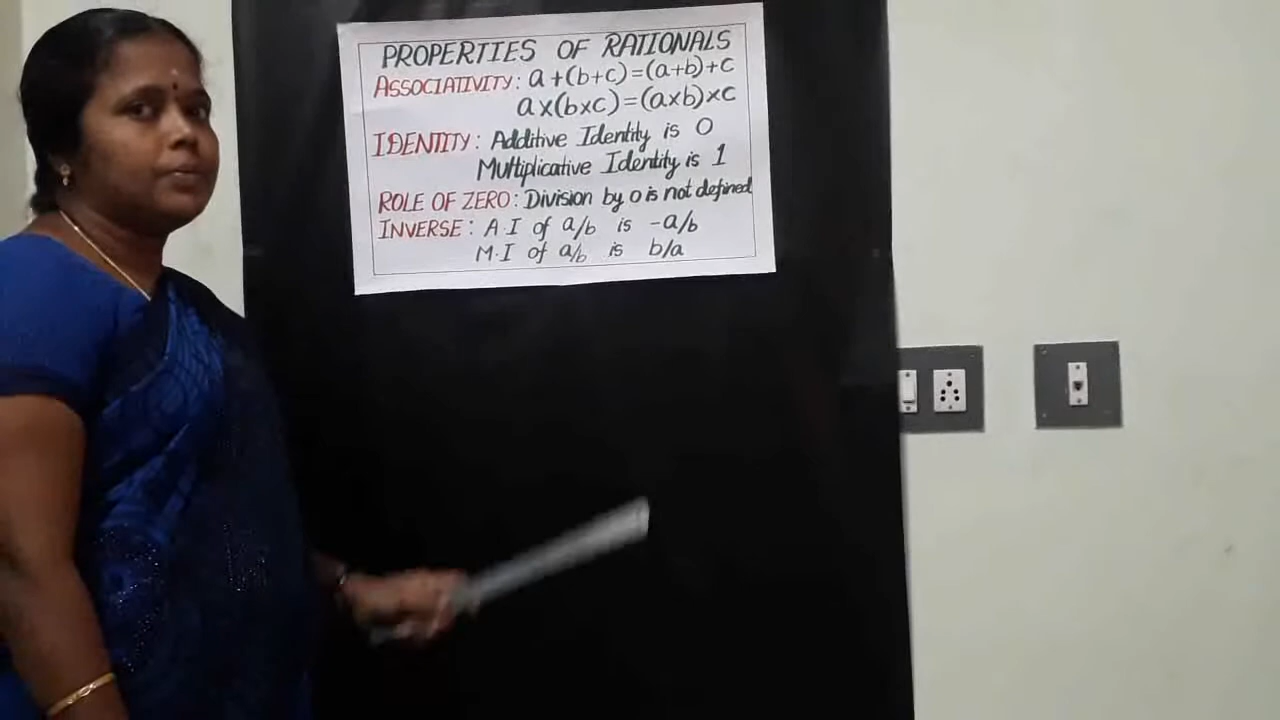 PROPERTIES OF RATIONALS
ASSOCIATIVITY: a+(b+c)=(a+b)+c
a×(b×c)=(a×b)×c
IDENTITY: Additive Identity is 0
Multiplicative Identity is 1
ROLE OF ZERO: Division by 0 is not defined
INVERSE: A.I of a/b is -a/b
M.I of a/b is b/a